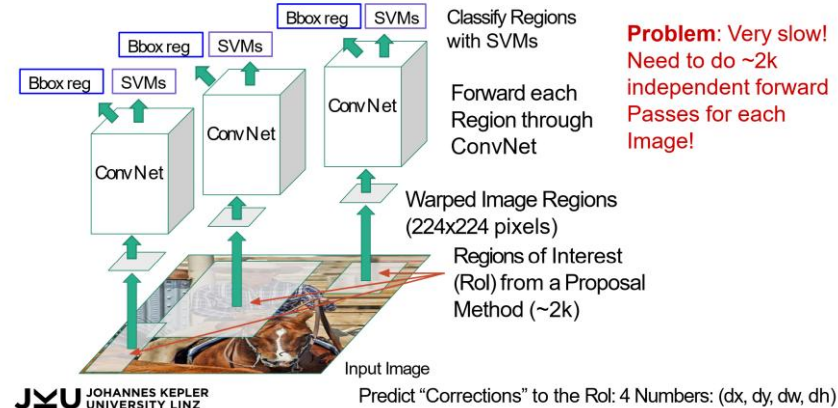 Bbox reg
SVMs
Classify Regions
with SVMs
Problem: Very slow!
Need to do ~2k
independent forward
Passes for each
Image!
Bbox reg
SVMs
Bbox reg
SVMs
ConvNet
ConvNet
ConvNet
Forward each
Region through
ConvNet
Warped Image Regions
(224x224 pixels)
Regions of Interest
(RoI) from a Proposal
Method (~2k)
Input Image
JKU JOHANNES KEPLER
UNIVERSITY LINZ
Predict “Corrections” to the RoI: 4 Numbers: (dx, dy, dw, dh)